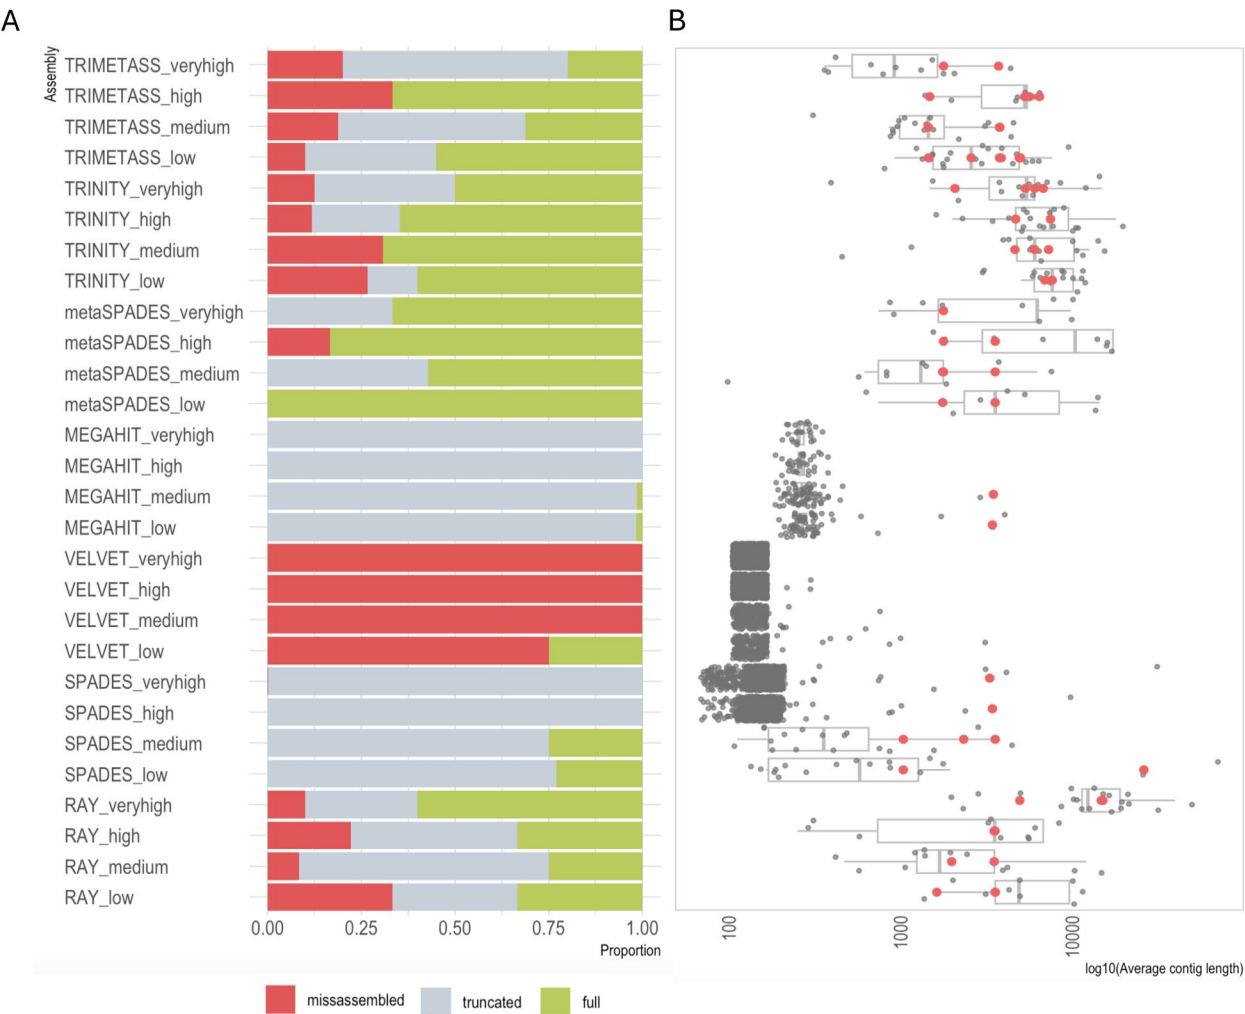 A
B
Assembly
TRIMETASS_veryhigh
TRIMETASS_high
TRIMETASS_medium
TRIMETASS_low
TRINITY_veryhigh
TRINITY_high
TRINITY_medium
TRINITY_low
metaSPADES_veryhigh
metaSPADES_high
metaSPADES_medium
metaSPADES_low
MEGAHIT_veryhigh
MEGAHIT_high
MEGAHIT_medium
MEGAHIT_low
VELVET_veryhigh
VELVET_high
VELVET_medium
VELVET_low
SPADES_veryhigh
SPADES_high
SPADES_medium
SPADES_low
RAY_veryhigh
RAY_high
RAY_medium
RAY_low
0.00 0.25 0.50 0.75 1.00
Proportion
100 1000 10000
log10(Average contig length)
missassembled truncated full